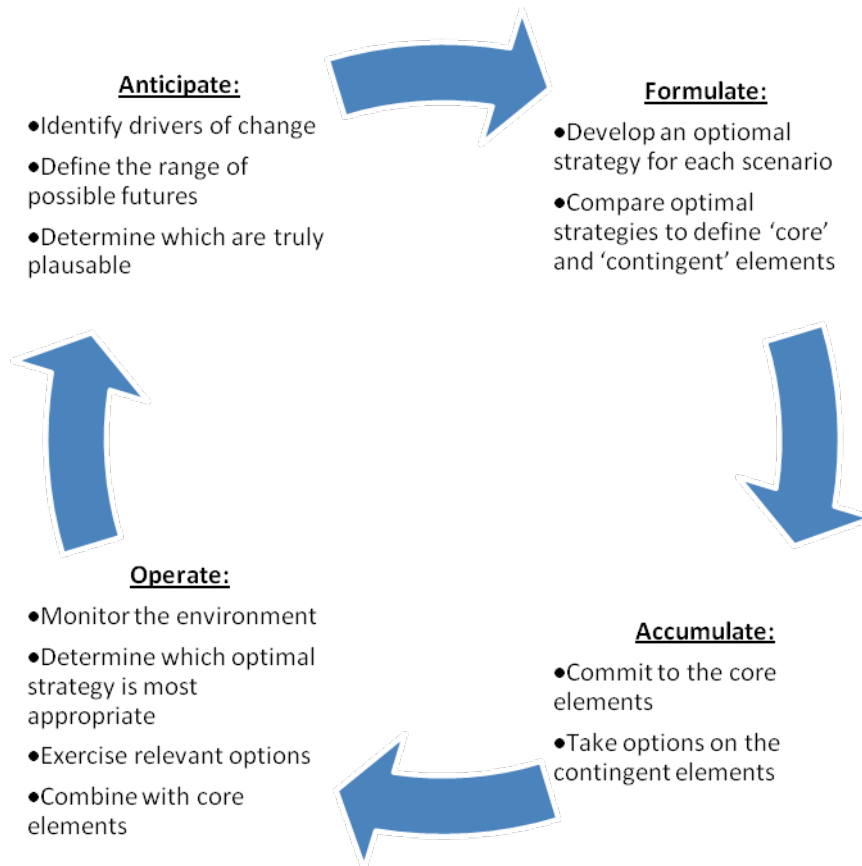 Anticipate:
●Identify drivers of change
●Define the range of
possible futures
●Determine which are truly
plausable
Formulate:
●Develop an optiomal
strategy for each scenario
●Compare optimal
strategies to define ‘core’
and ‘contingent’ elements
Accumulate:
●Commit to the core
elements
●Take options on the
contingent elements
Operate:
●Monitor the environment
●Determine which optimal
strategy is most
appropriate
●Exercise relevant options
●Combine with core
elements